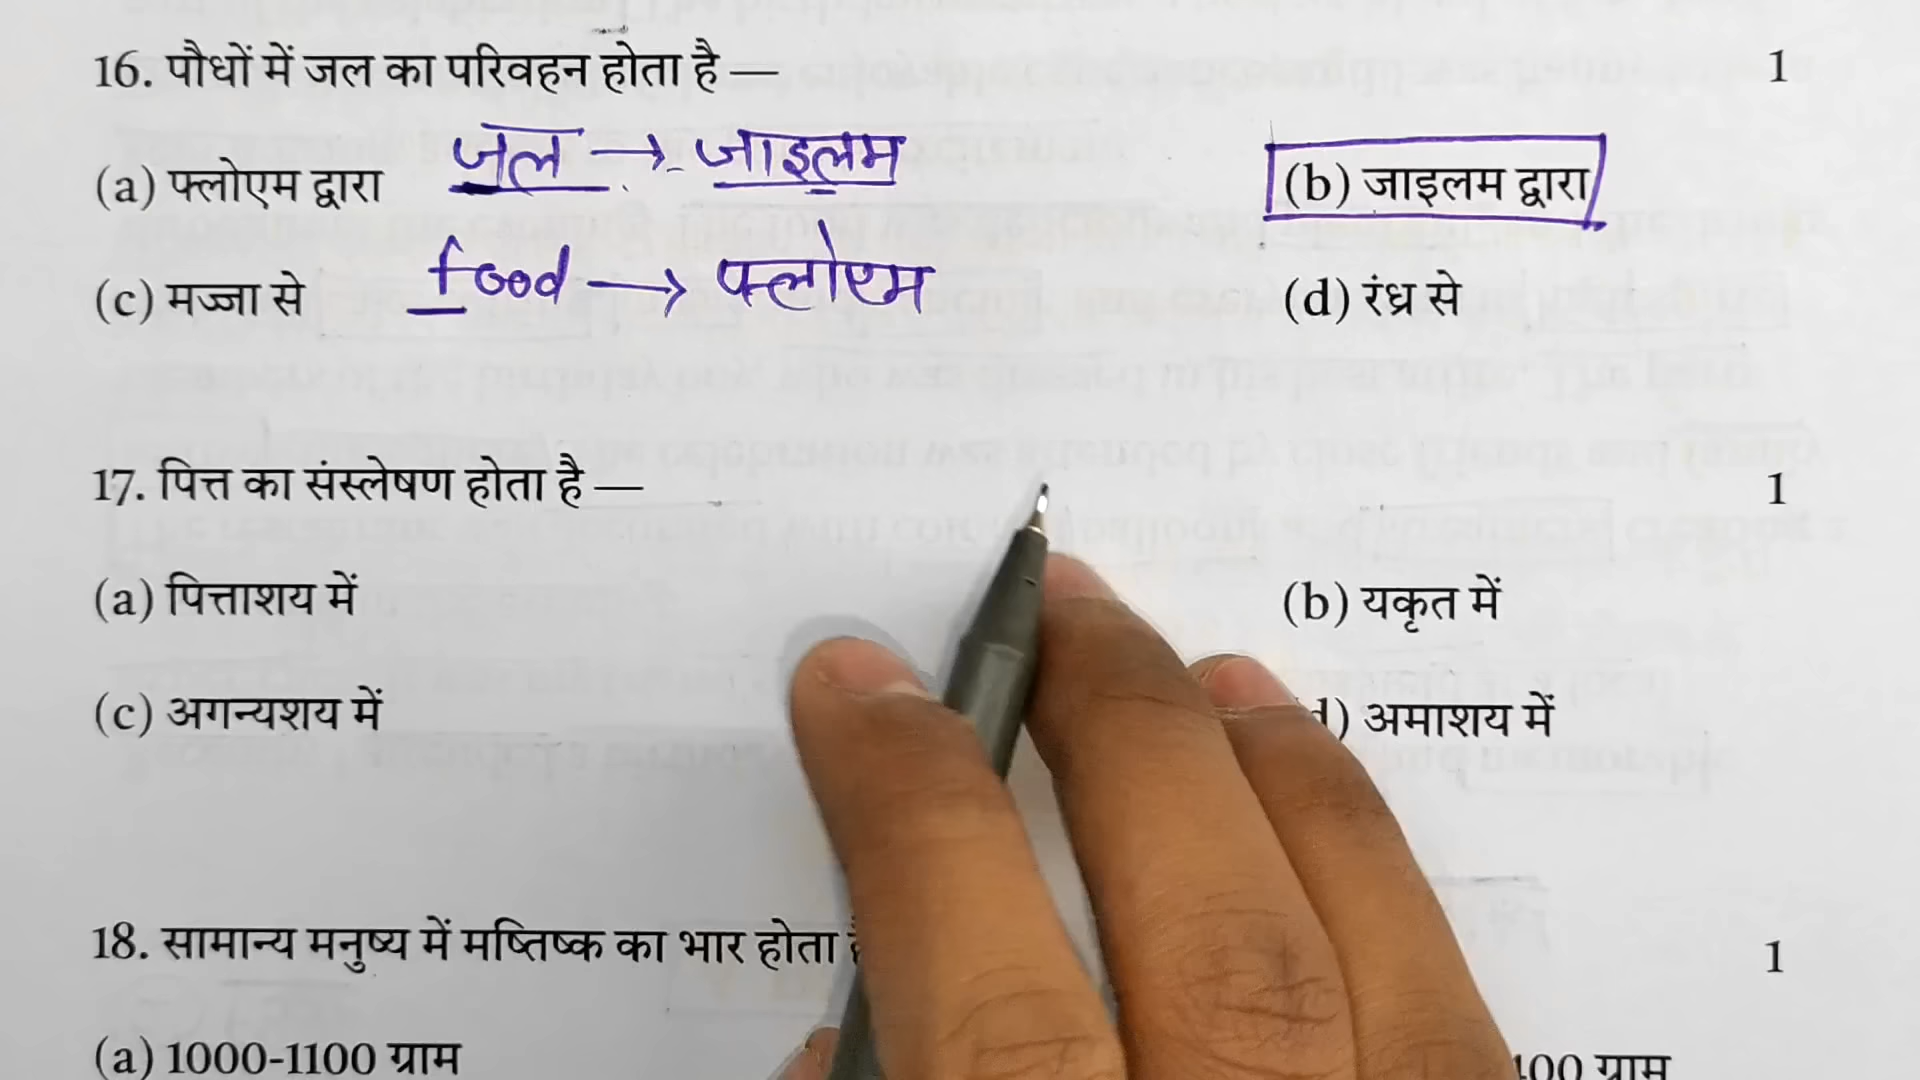 16. पौधों में जल का परिवहन होता है — 1
जल → जाइलम
(a) फ्लोएम द्वारा (b) जाइलम द्वारा
food → फ्लोएम
(c) मज्जा से (d) रंध्र से
17. पित्त का संस्लेषण होता है — 1
(a) पित्ताशय में (b) यकृत में
(c) अगन्यशय में d) अमाशय में
18. सामान्य मनुष्य में मष्तिष्क का भार होता 1
(a) 1000-1100 ग्राम 400 ग्राम